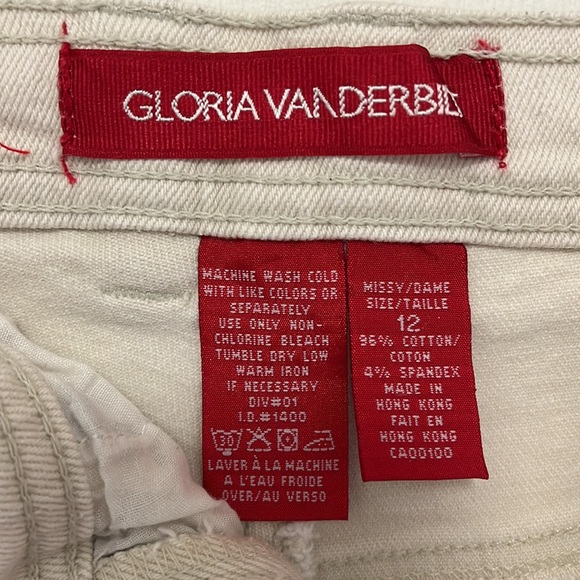 GLORIA VANDERBILT
MACHINE WASH COLD
WITH LIKE COLORS OR
SEPARATELY
USE ONLY NON-
CHLORINE BLEACH
TUMBLE DRY LOW
WARM IRON
IF NECESSARY
DIV#01
I.D.#1400
30
LAVER À LA MACHINE
A L'EAU FROIDE
OVER/AU VERSO
MISSY/DAME
SIZE/TAILLE
12
96% COTTON/
COTON
4% SPANDEX
MADE IN
HONG KONG
FAIT EN
HONG KONG
CA00100